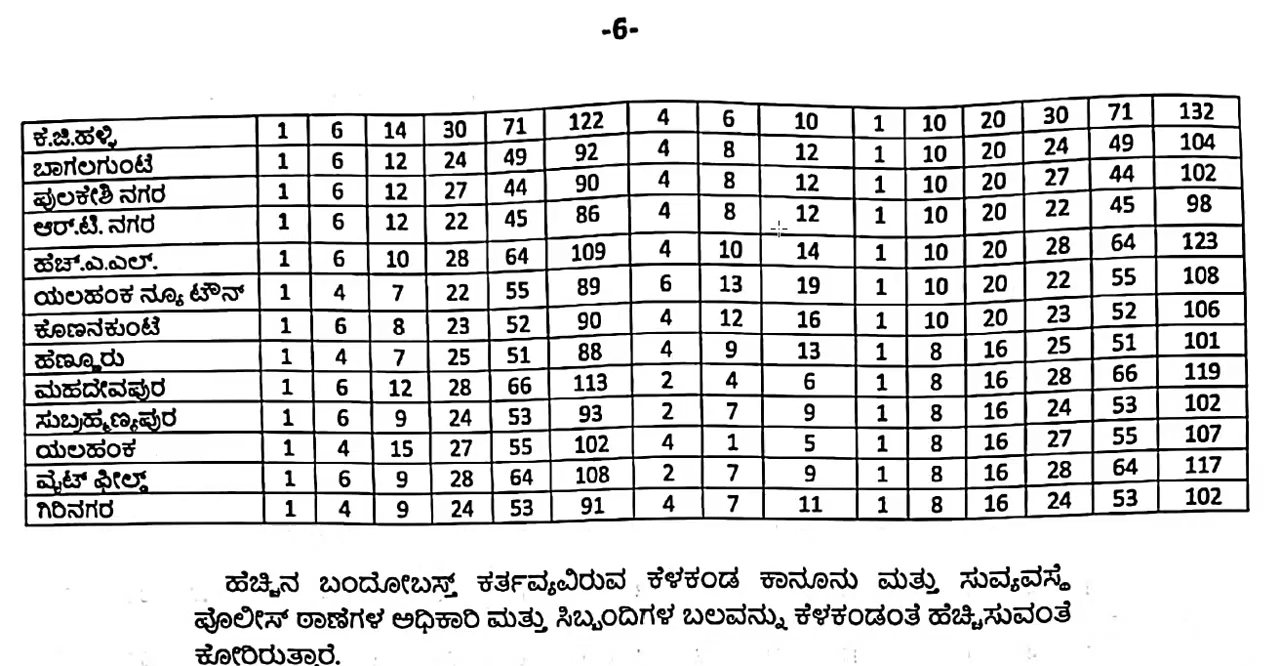 -6-
ಕೆ.ಜಿ.ಹಳ್ಳಿ 1 6 14 30 71 122 4 6 10 1 10 20 30 71 132
ಬಾಗಲಗುಂಟೆ 1 6 12 24 49 92 4 8 12 1 10 20 24 49 104
ಪುಲಕೇಶಿ ನಗರ 1 6 12 27 44 90 4 8 12 1 10 20 27 44 102
ಆರ್.ಟಿ. ನಗರ 1 6 12 22 45 86 4 8 12 1 10 20 22 45 98
ಹೆಚ್.ಎ.ಎಲ್. 1 6 10 28 64 109 4 10 14 1 10 20 28 64 123
ಯಲಹಂಕ ನ್ಯೂ ಟೌನ್ 1 4 7 22 55 89 6 13 19 1 10 20 22 55 108
ಕೊಣನಕುಂಟೆ 1 6 8 23 52 90 4 12 16 1 10 20 23 52 106
ಹೆಣ್ಣೂರು 1 4 7 25 51 88 4 9 13 1 8 16 25 51 101
ಮಹದೇವಪುರ 1 6 12 28 66 113 2 4 6 1 8 16 28 66 119
ಸುಬ್ರಹ್ಮಣ್ಯಪುರ 1 6 9 24 53 93 2 7 9 1 8 16 24 53 102
ಯಲಹಂಕ 1 4 15 27 55 102 4 1 5 1 8 16 27 55 107
ವೈಟ್ ಫೀಲ್ಡ್ 1 6 9 28 64 108 2 7 9 1 8 16 28 64 117
ಗಿರಿನಗರ 1 4 9 24 53 91 4 7 11 1 8 16 24 53 102
ಹೆಚ್ಚಿನ ಬಂದೋಬಸ್ತ್ ಕರ್ತವ್ಯವಿರುವ ಕೆಳಕಂಡ ಕಾನೂನು ಮತ್ತು ಸುವ್ಯವಸ್ಥೆ
ಪೊಲೀಸ್ ಠಾಣೆಗಳ ಅಧಿಕಾರಿ ಮತ್ತು ಸಿಬ್ಬಂದಿಗಳ ಬಲವನ್ನು ಕೆಳಕಂಡಂತೆ ಹೆಚ್ಚಿಸುವಂತೆ
ಕೋರಿರುತ್ತಾರೆ.